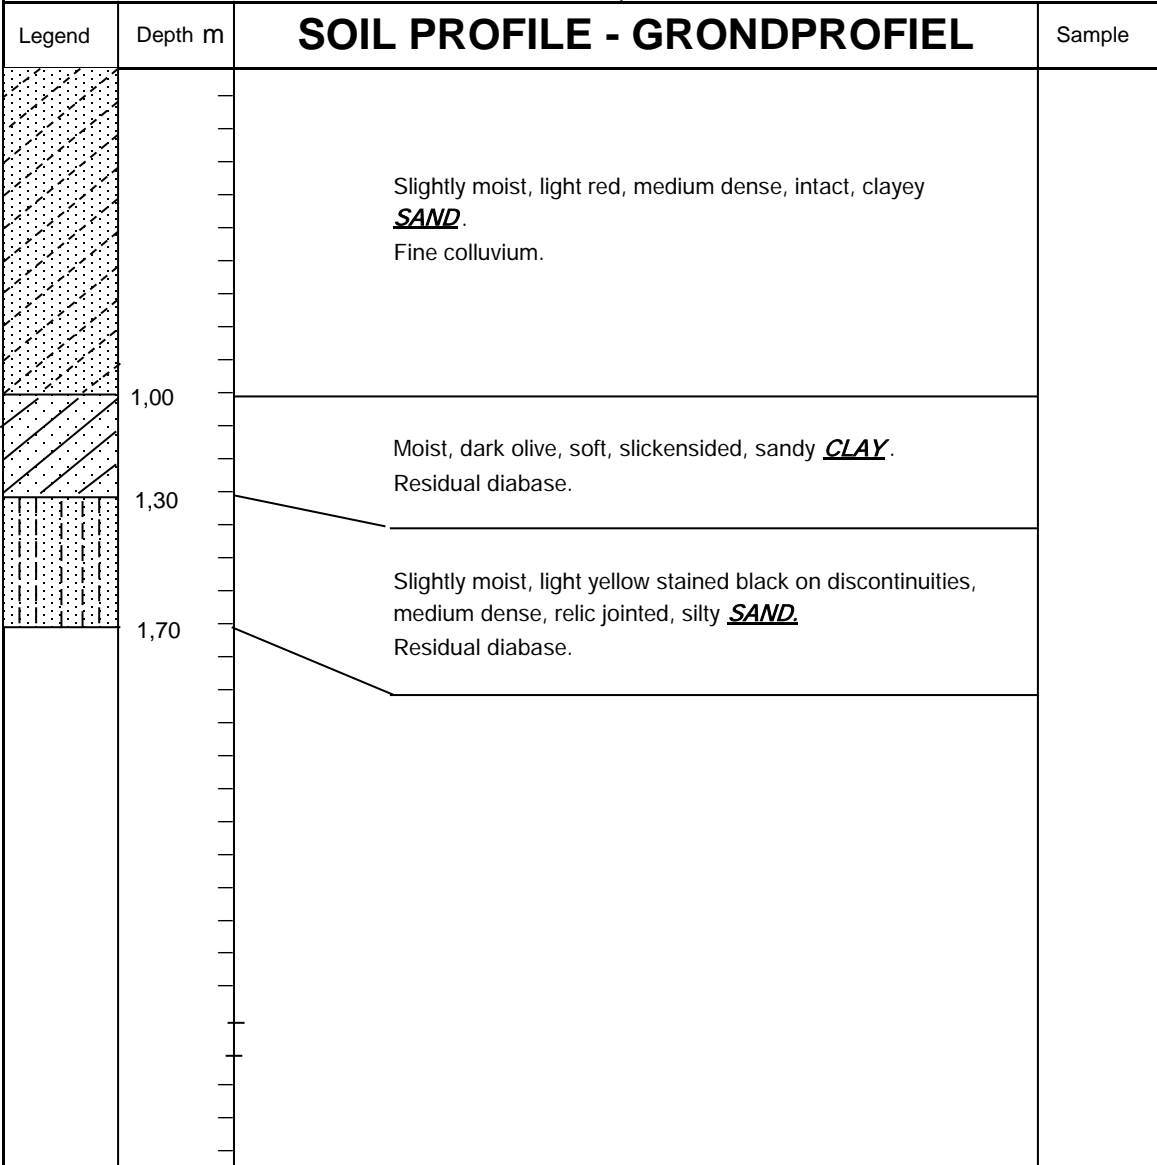 Legend Depth m SOIL PROFILE - GRONDPROFIEL Sample
Slightly moist, light red, medium dense, intact, clayey
SAND.
Fine colluvium.
1,00
Moist, dark olive, soft, slickensided, sandy CLAY.
Residual diabase.
1,30
Slightly moist, light yellow stained black on discontinuities,
medium dense, relic jointed, silty SAND.
1,70
Residual diabase.